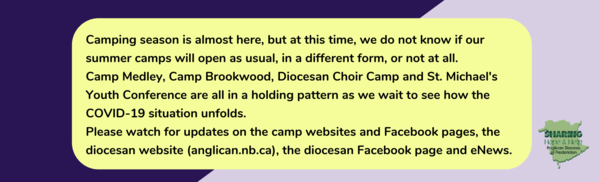 Camping season is almost here, but at this time, we do not know if our
summer camps will open as usual, in a different form, or not at all.
Camp Medley, Camp Brookwood, Diocesan Choir Camp and St. Michael's
Youth Conference are all in a holding pattern as we wait to see how the
COVID-19 situation unfolds.
Please watch for updates on the camp websites and Facebook pages, the
diocesan website (anglican.nb.ca), the diocesan Facebook page and eNews.
SHARING